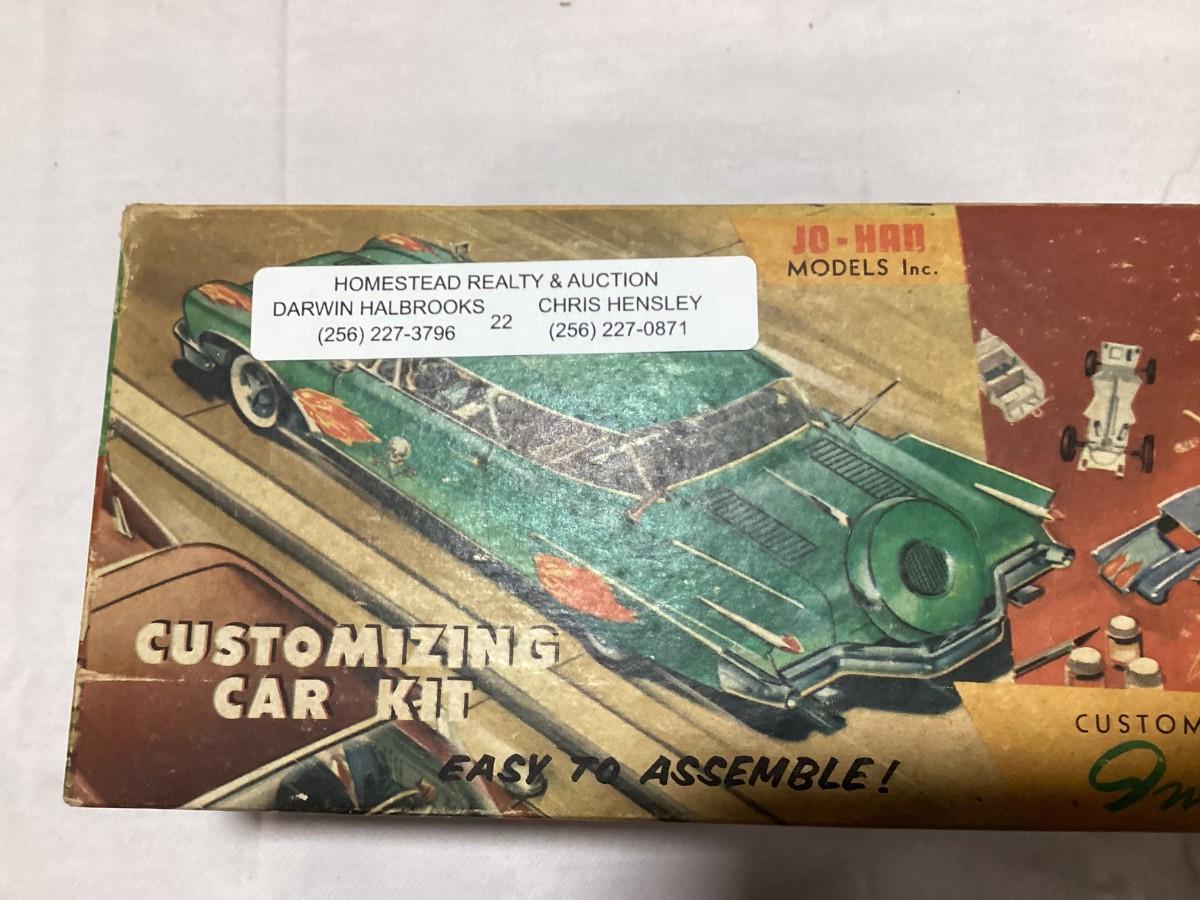 JO-HAN
MODELS Inc.
HOMESTEAD REALTY & AUCTION
DARWIN HALBROOKS 22 CHRIS HENSLEY
(256) 227-3796 (256) 227-0871
CUSTOMIZING
CAR KIT
EASY TO ASSEMBLE!
CUSTOM